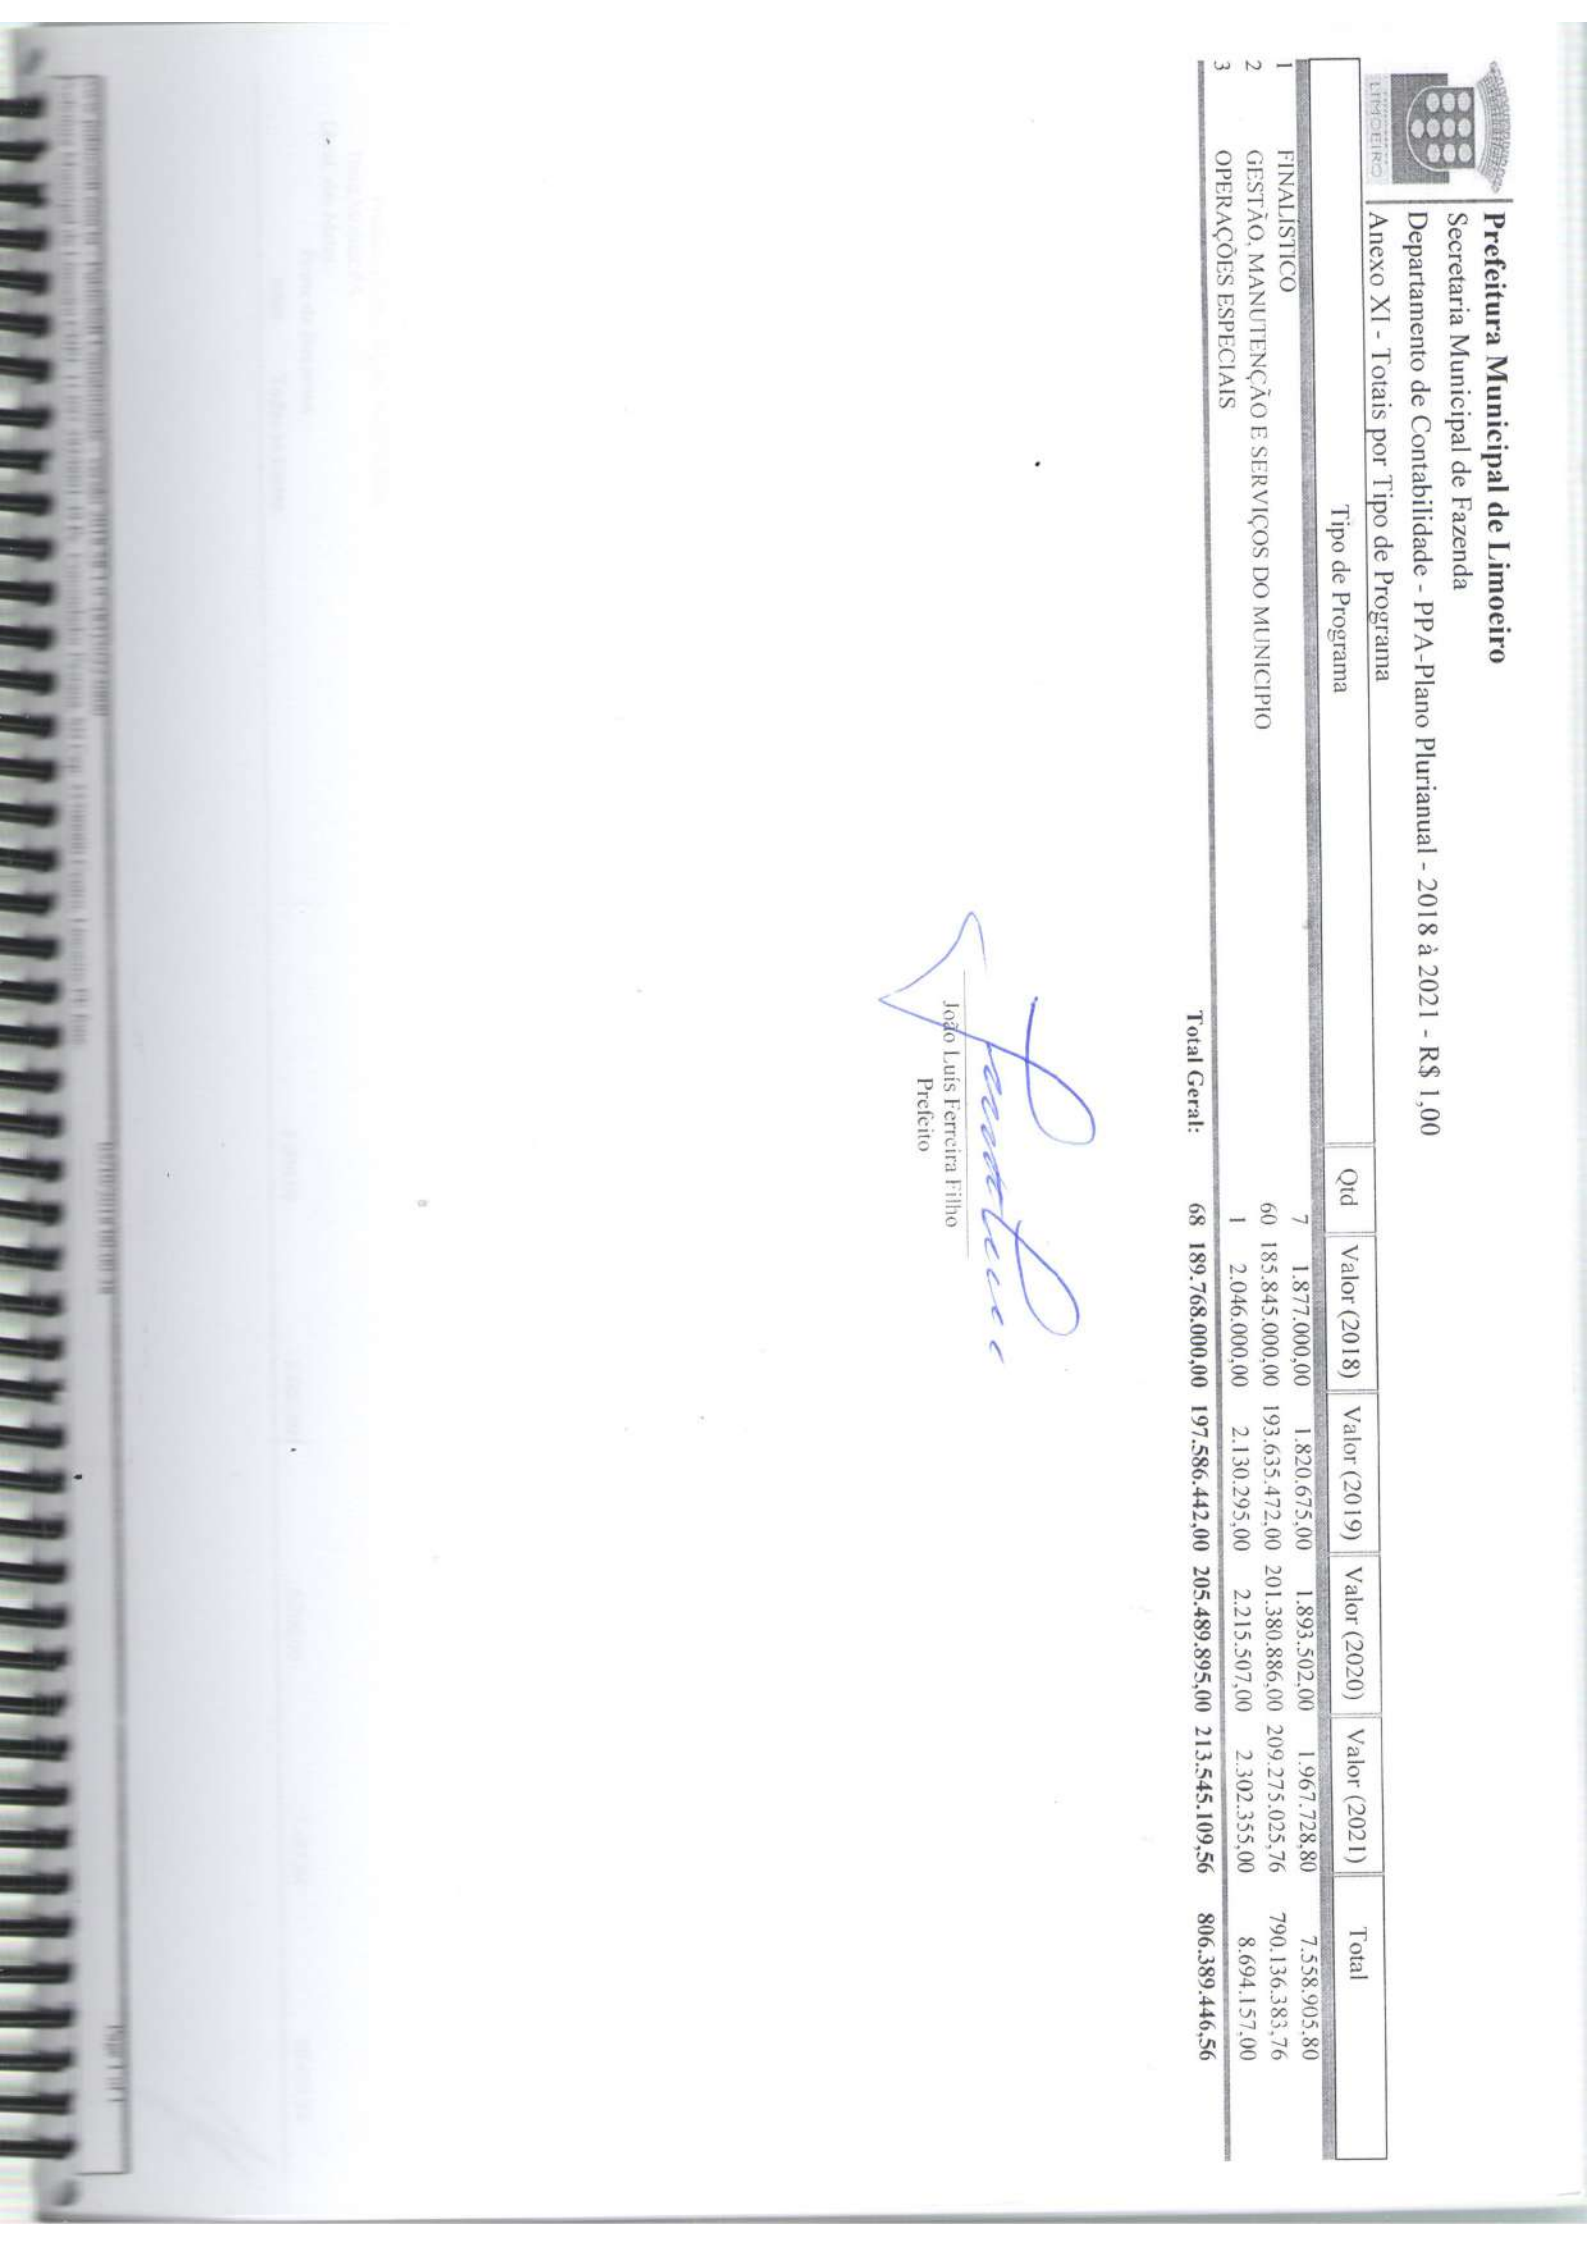 LIMOEIRO
Prefeitura Municipal de Limoeiro
Secretaria Municipal de Fazenda
Departamento de Contabilidade - PPA-Plano Plurianual - 2018 à 2021 - R$ 1,00
Anexo XI - Totais por Tipo de Programa
Tipo de Programa Qtd Valor (2018) Valor (2019) Valor (2020) Valor (2021) Total
1 FINALÍSTICO 7 1.877.000,00 1.820.675,00 1.893.502,00 1.967.728,80 7.558.905,80
2 GESTÃO, MANUTENÇÃO E SERVIÇOS DO MUNICIPIO 60 185.845.000,00 193.635.472,00 201.380.886,00 209.275.025,76 790.136.383,76
3 OPERAÇÕES ESPECIAIS 1 2.046.000,00 2.130.295,00 2.215.507,00 2.302.355,00 8.694.157,00
Total Geral: 68 189.768.000,00 197.586.442,00 205.489.895,00 213.545.109,56 806.389.446,56
João Luís Ferreira Filho
Prefeito